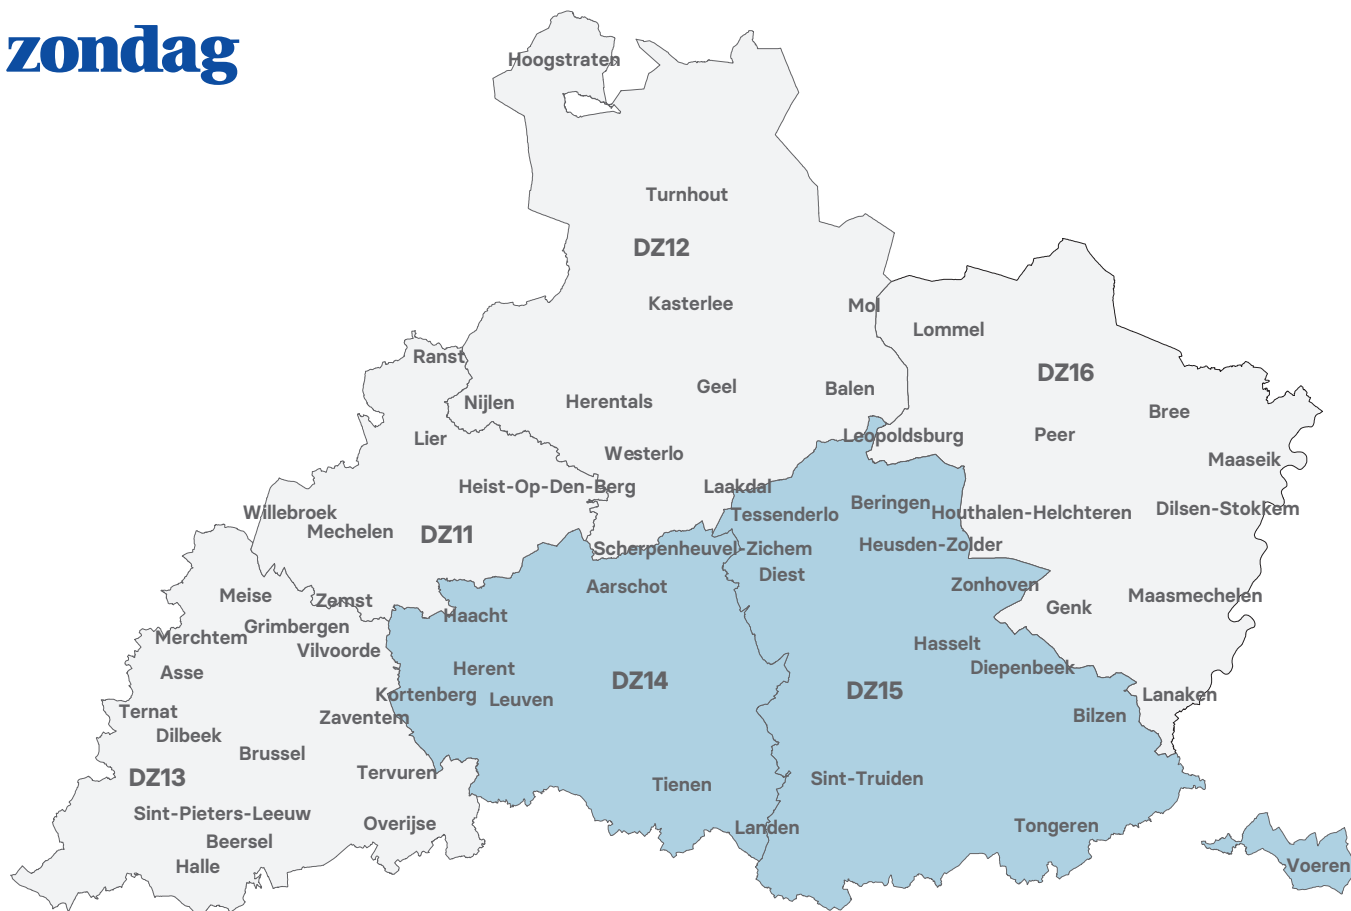 zondag
Hoogstraten
Turnhout
DZ12
Kasterlee
Mol
Lommel
Ranst
DZ16
Geel
Balen
Nijlen
Herentals
Bree
Lier
Leopoldsburg
Peer
Westerlo
Maaseik
Heist-Op-Den-Berg
Laakdal
Beringen
Willebroek
Tessenderlo
Houthalen-Helchteren
Dilsen-Stokkem
Mechelen
DZ11
Scherpenheuvel-Zichem
Heusden-Zolder
Diest
Aarschot
Zonhoven
Meise
Zemst
Genk
Maasmechelen
Haacht
Grimbergen
Merchtem
Vilvoorde
Hasselt
Asse
Herent
Diepenbeek
DZ14
DZ15
Kortenberg
Leuven
Lanaken
Ternat
Zaventem
Bilzen
Dilbeek
Brussel
DZ13
Tervuren
Tienen
Sint-Truiden
Sint-Pieters-Leeuw
Overijse
Landen
Tongeren
Beersel
Halle
Voeren